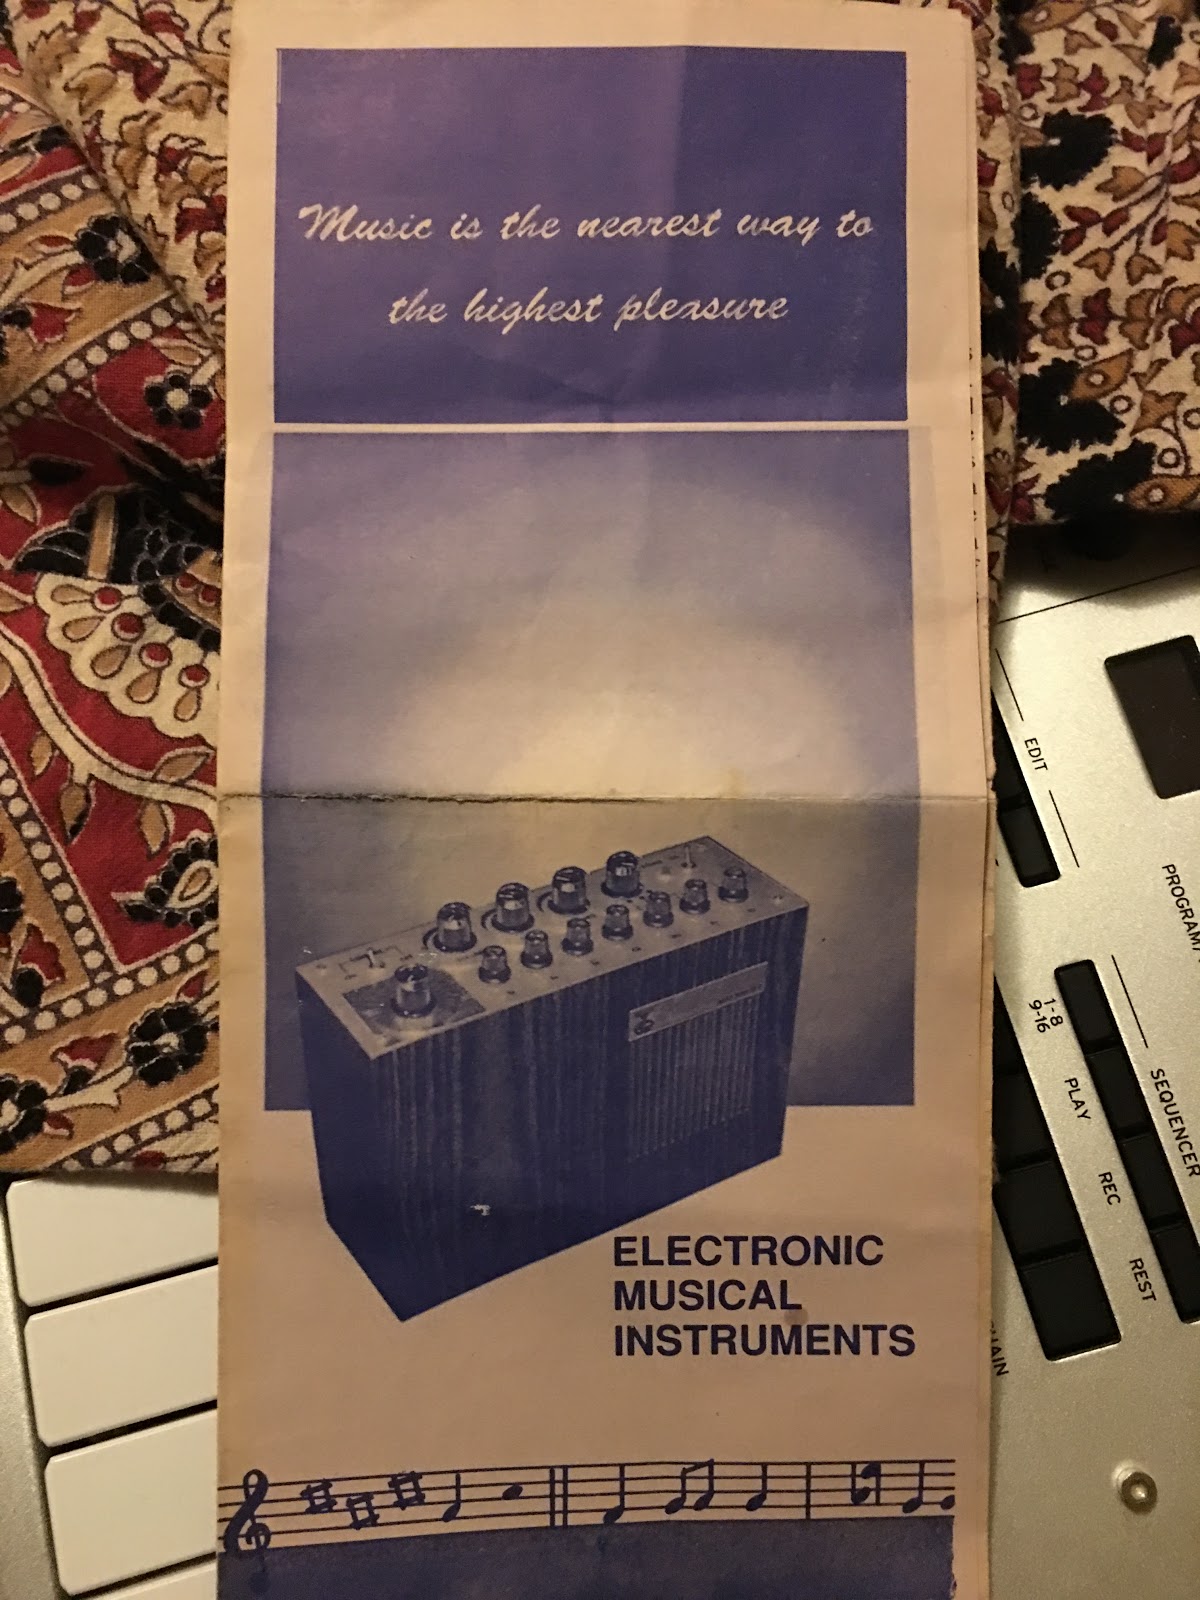 Music is the nearest way to
the highest pleasure
ELECTRONIC
MUSICAL
INSTRUMENTS
EDIT
PROGRAM/
1-8
9-16
PLAY
SEQUENCER
REC
REST